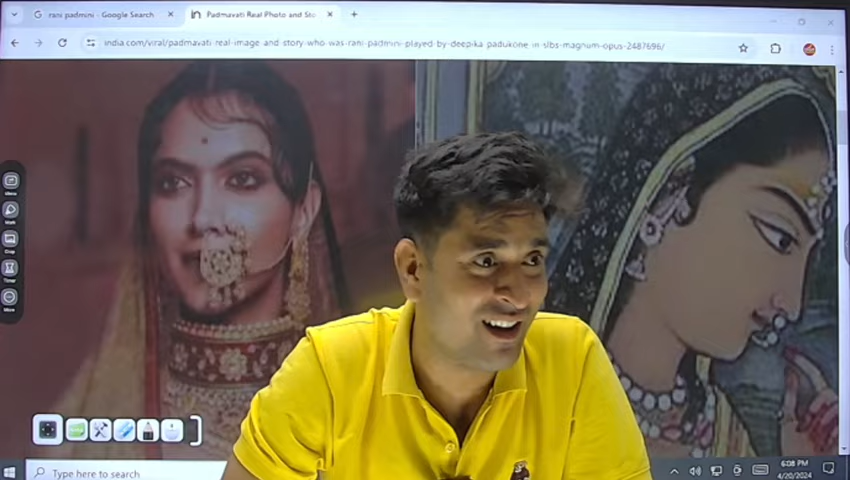 rani padmini - Google Search
Padmavati Real Photo and Sto
india.com/viral/padmavati-real-image-and-story-who-was-rani-padmini-played-by-deepika-padukone-in-slbs-magnum-opus-2487696/
More
Type here to search
6:08 PM
4/20/2024